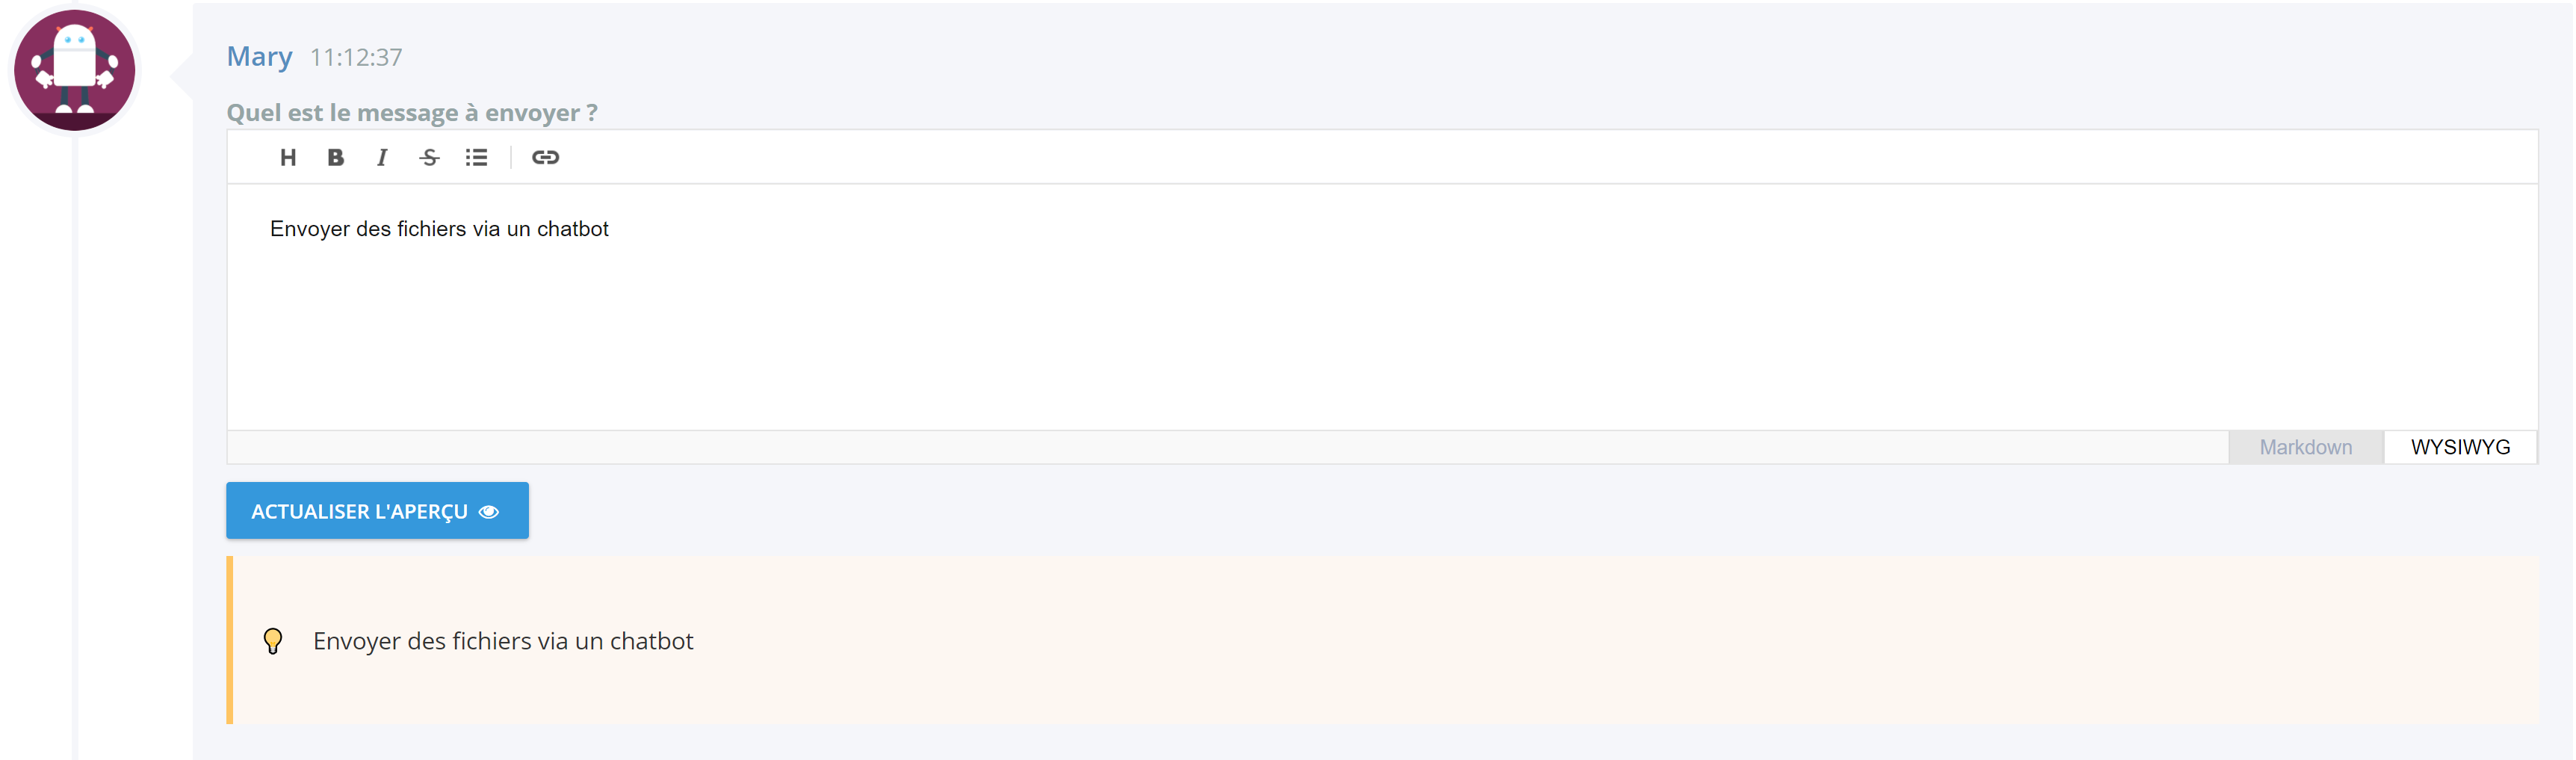 Mary 11:12:37
Quel est le message à envoyer ?
H B I S
Envoyer des fichiers via un chatbot
Markdown WYSIWYG
ACTUALISER L'APERÇU
Envoyer des fichiers via un chatbot